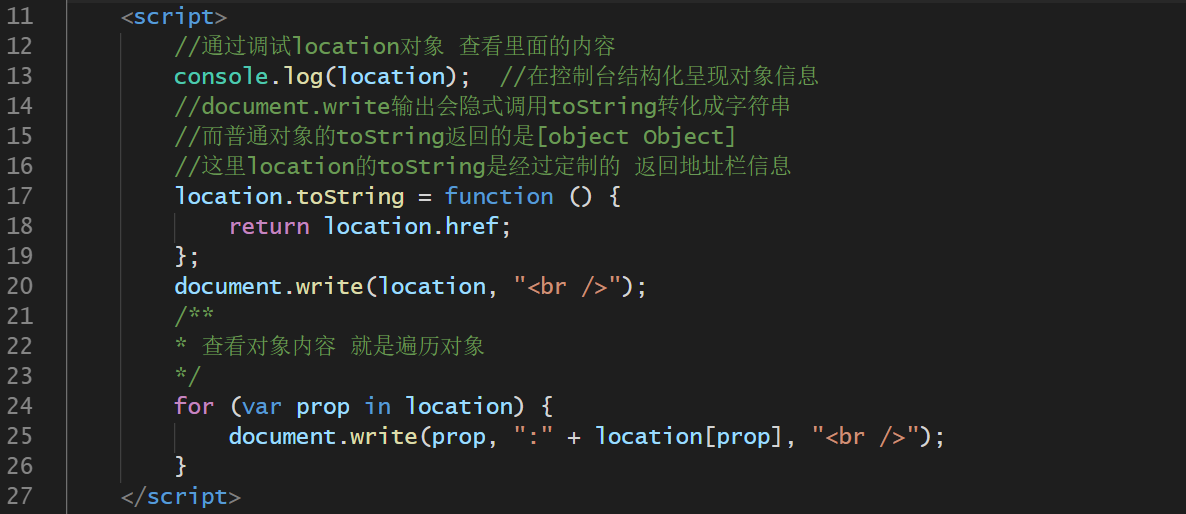 11 <script>
12 //通过调试location对象 查看里面的内容
13 console.log(location);  //在控制台结构化呈现对象信息
14 //document.write输出会隐式调用toString转化成字符串
15 //而普通对象的toString返回的是[object Object]
16 //这里location的toString是经过定制的 返回地址栏信息
17 location.toString = function () {
18 return location.href;
19 };
20 document.write(location, "<br />");
21 /**
22 * 查看对象内容 就是遍历对象
23 */
24 for (var prop in location) {
25 document.write(prop, ":" + location[prop], "<br />");
26 }
27 </script>